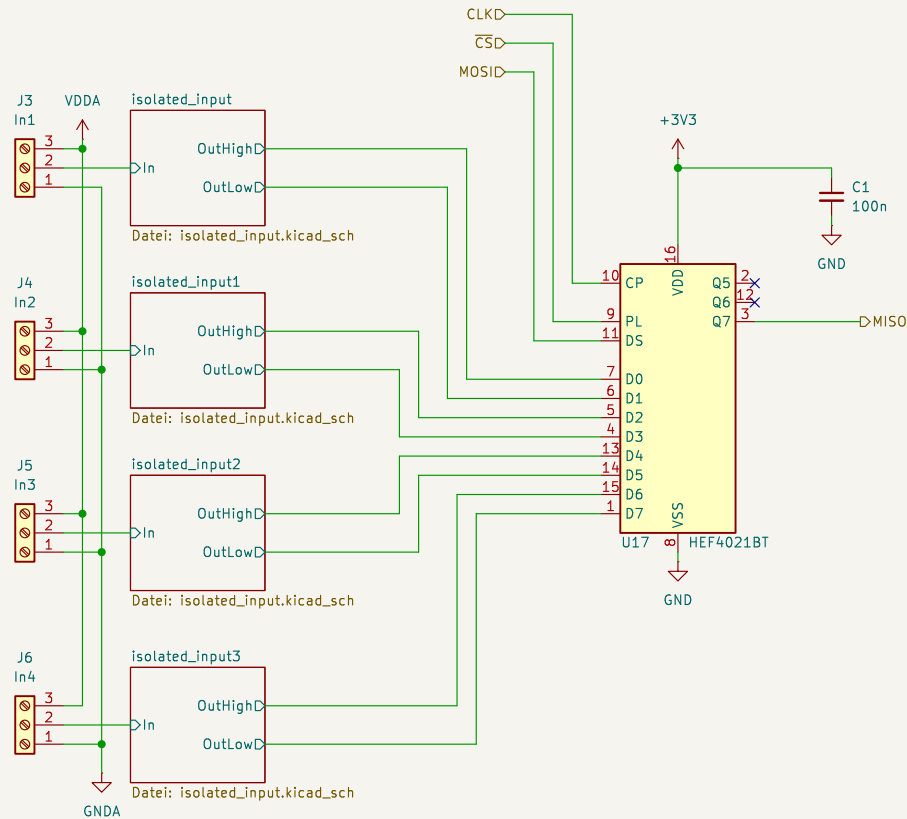 CLK
CS
MOSI
J3
In1
VDDA
3
2
1
isolated_input
In
OutHigh
OutLow
Datei: isolated_input.kicad_sch
J4
In2
3
2
1
isolated_input1
In
OutHigh
OutLow
Datei: isolated_input.kicad_sch
J5
In3
3
2
1
isolated_input2
In
OutHigh
OutLow
Datei: isolated_input.kicad_sch
J6
In4
3
2
1
isolated_input3
In
OutHigh
OutLow
Datei: isolated_input.kicad_sch
GNDA
+3V3
C1
100n
GND
16
VDD
10 CP
9 PL
11 DS
7 D0
6 D1
5 D2
4 D3
13 D4
14 D5
15 D6
1 D7
Q5 2
Q6 12
Q7 3
MISO
VSS
8
U17
HEF4021BT
GND